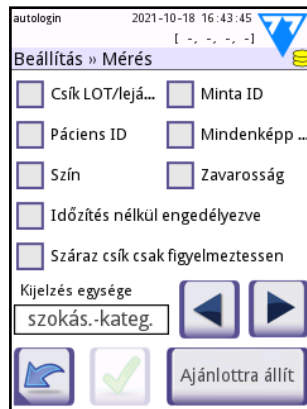 autologin 2021-10-18 16:43:45
[ -, -, -, -]
Beállítás » Mérés
Csík LOT/lejá... Minta ID
Páciens ID Mindenképp ...
Szín Zavarosság
Időzítés nélkül engedélyezve
Száraz csík csak figyelmeztessen
Kijelzés egysége
szokás.-kateg.
Ajánlottra állít